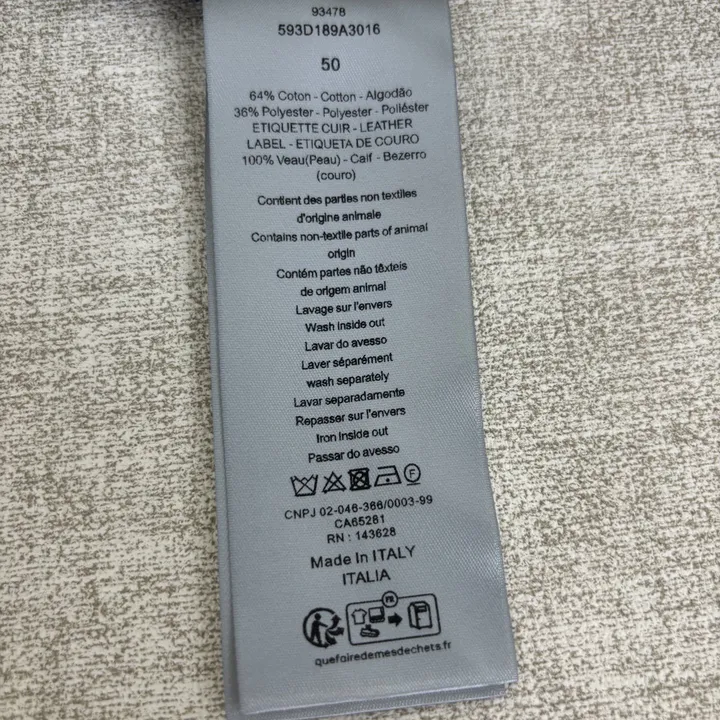 93478
593D189A3016
50
64% Coton - Cotton - Algodão
36% Polyester - Polyester - Poliéster
ETIQUETTE CUIR - LEATHER
LABEL - ETIQUETA DE COURO
100% Veau(Peau) - Calf - Bezerro
(couro)
Contient des parties non textiles
d'origine animale
Contains non-textile parts of animal
origin
Contém partes não têxteis
de origem animal
Lavage sur l'envers
Wash inside out
Lavar do avesso
Laver séparément
wash separately
Lavar separadamente
Repasser sur l'envers
Iron inside out
Passar do avesso
F
CNPJ 02-046-366/0003-99
CA65281
RN : 143628
Made In ITALY
ITALIA
FR
quefairedemesdechets.fr